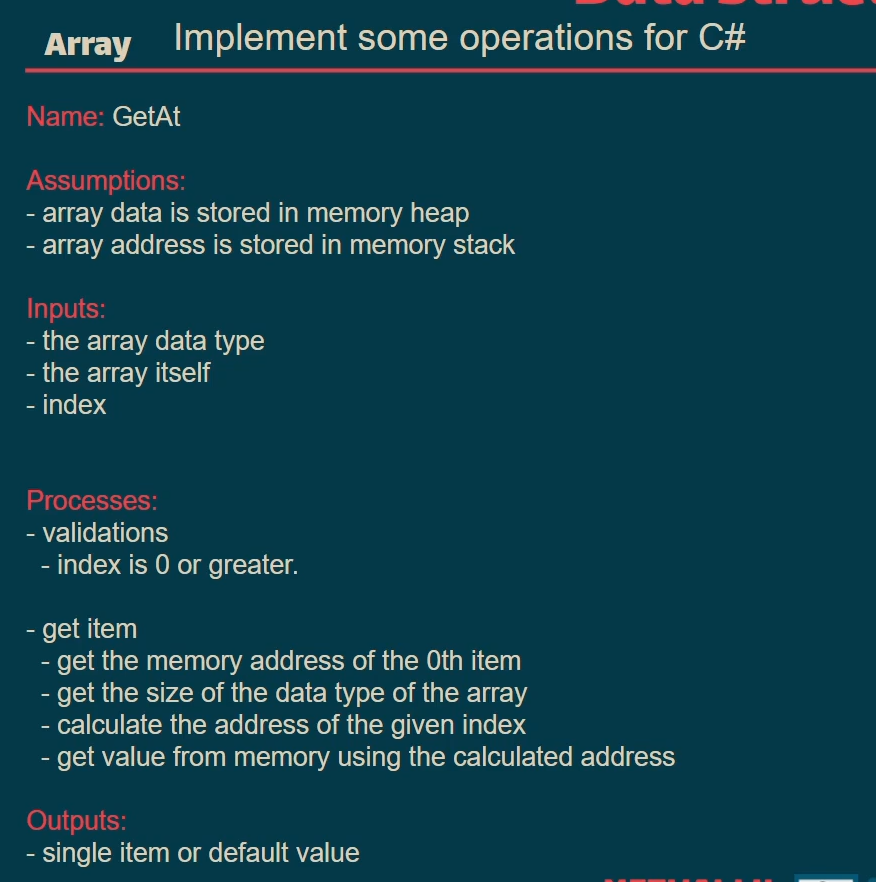 Array Implement some operations for C#
Name: GetAt
Assumptions:
- array data is stored in memory heap
- array address is stored in memory stack
Inputs:
- the array data type
- the array itself
- index
Processes:
- validations
- index is 0 or greater.
- get item
- get the memory address of the 0th item
- get the size of the data type of the array
- calculate the address of the given index
- get value from memory using the calculated address
Outputs:
- single item or default value